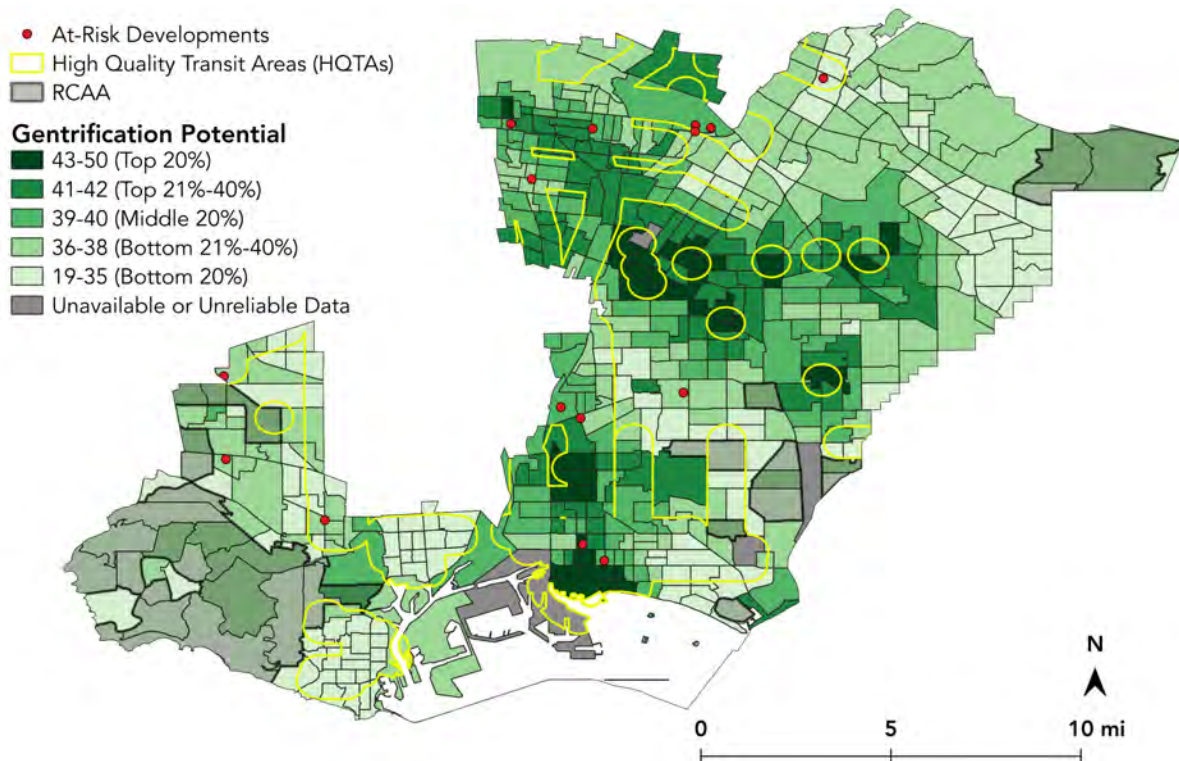 At-Risk Developments
High Quality Transit Areas (HQTAs)
RCAA
Gentrification Potential
43-50 (Top 20%)
41-42 (Top 21%-40%)
39-40 (Middle 20%)
36-38 (Bottom 21%-40%)
19-35 (Bottom 20%)
Unavailable or Unreliable Data
N
0 5 10 mi